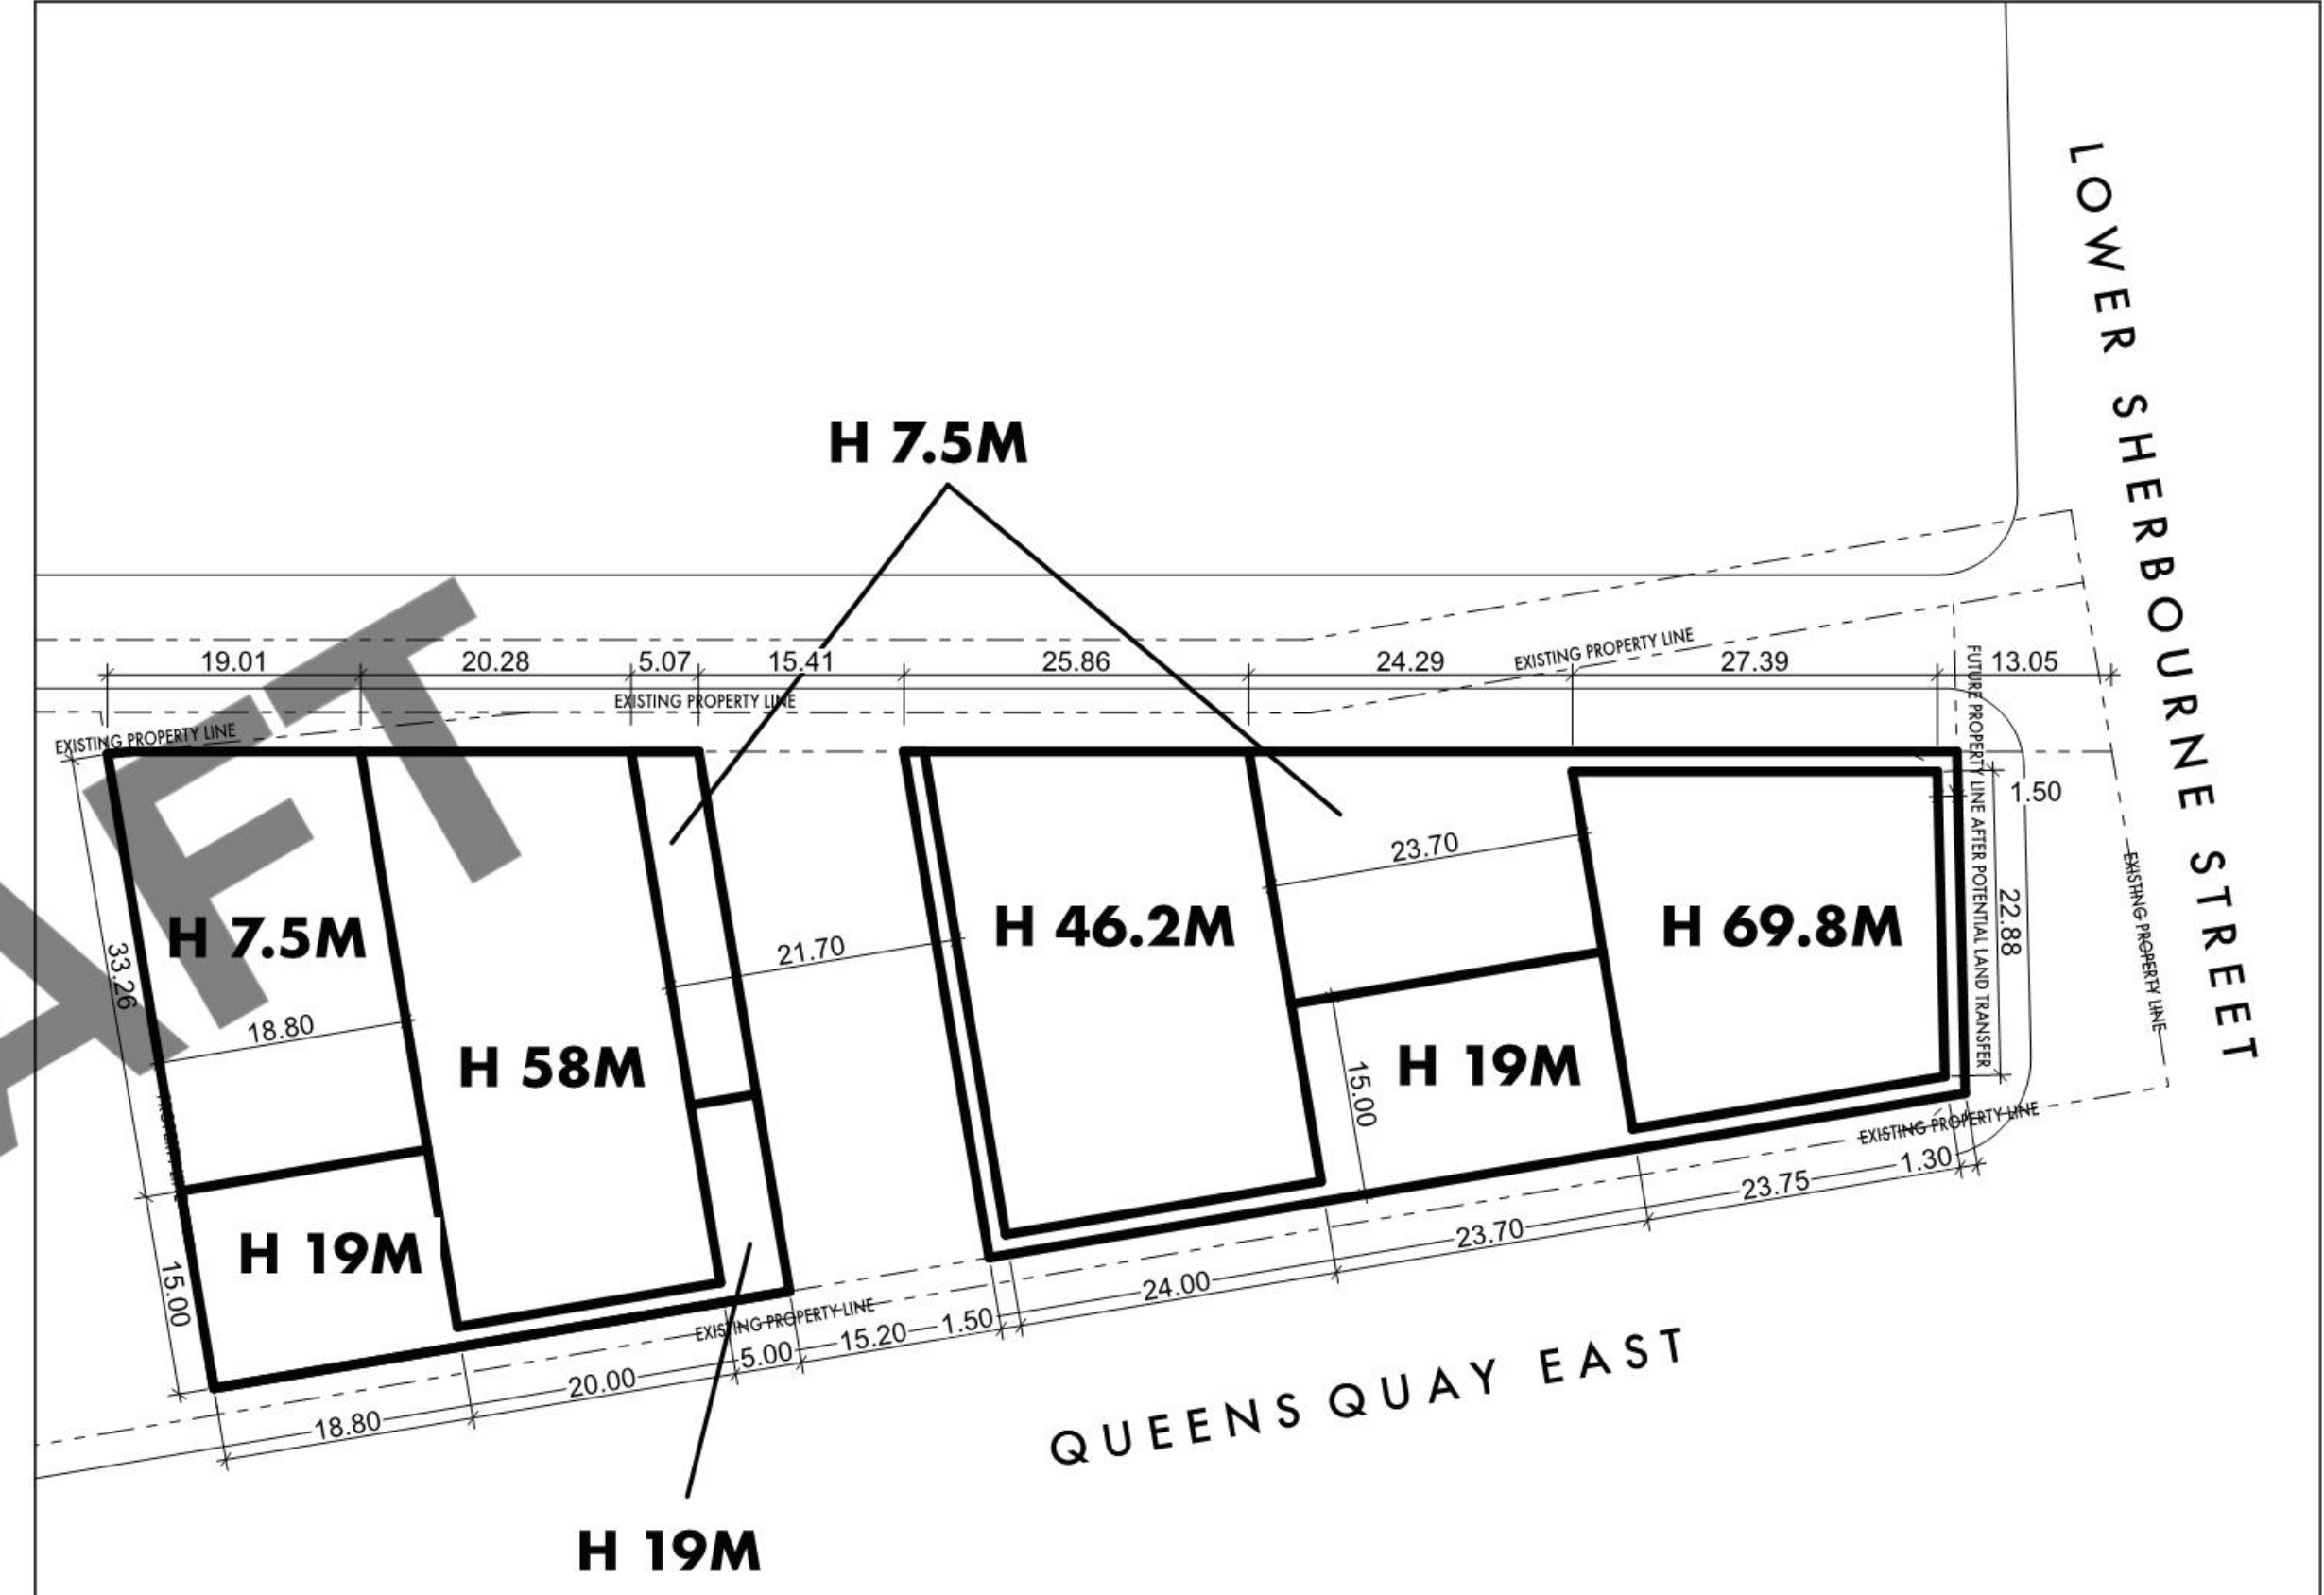 LOWER SHERBOURNE STREET
H 7.5M
EXISTING PROPERTY LINE
19.01 20.28 5.07 15.41 25.86 24.29 27.39 13.05
EXISTING PROPERTY LINE
EXISTING PROPERTY LINE
FUTURE PROPERTY LINE AFTER POTENTIAL LAND TRANSFER
1.50
23.70
22.88
EXISTING PROPERTY LINE
H 7.5M
H 46.2M
H 69.8M
21.70
33.26
18.80
H 58M
H 19M
15.00
PROPERTY LINE
EXISTING PROPERTY LINE
H 19M
15.00
EXISTING PROPERTY LINE
18.80 20.00 5.00 15.20 1.50 24.00 23.70 23.75 1.30
QUEENS QUAY EAST
H 19M
AFT